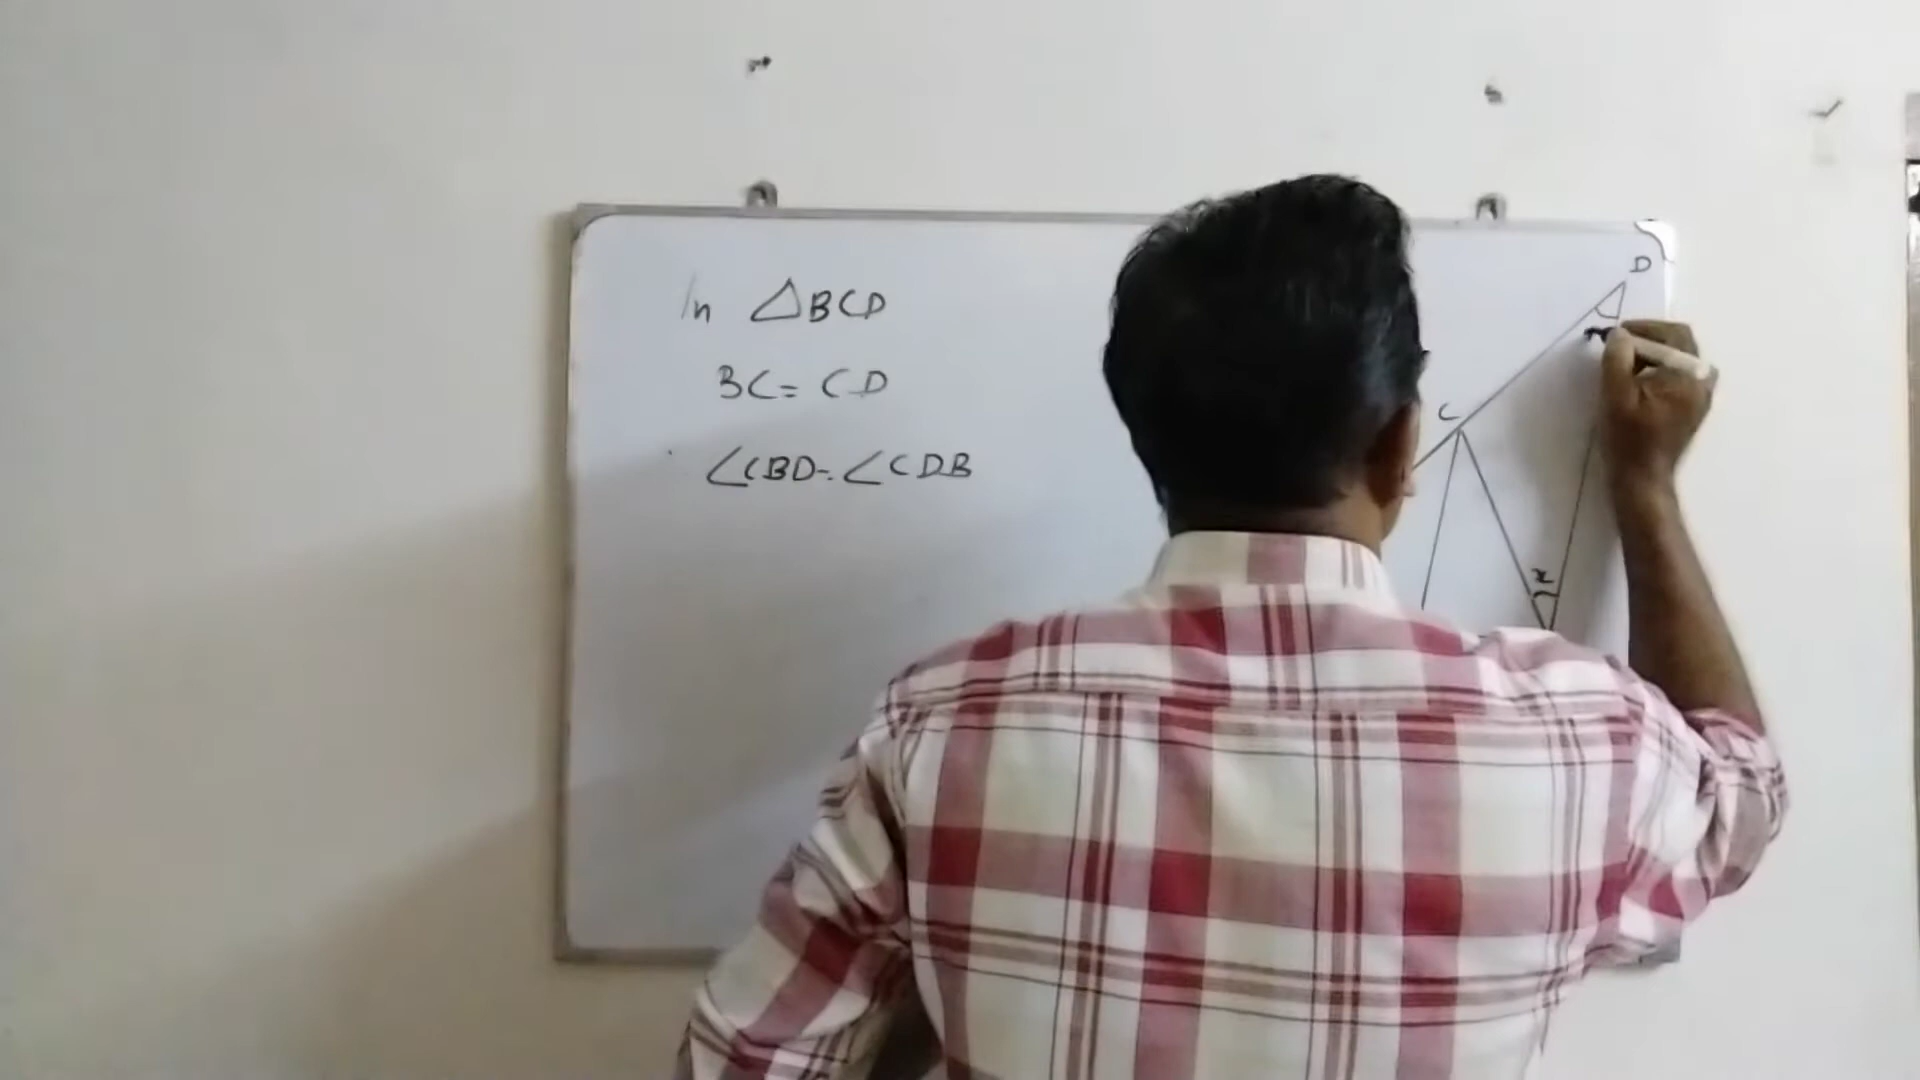 In △BCD
BC = CD
∠CBD = ∠CDB
D
C
x